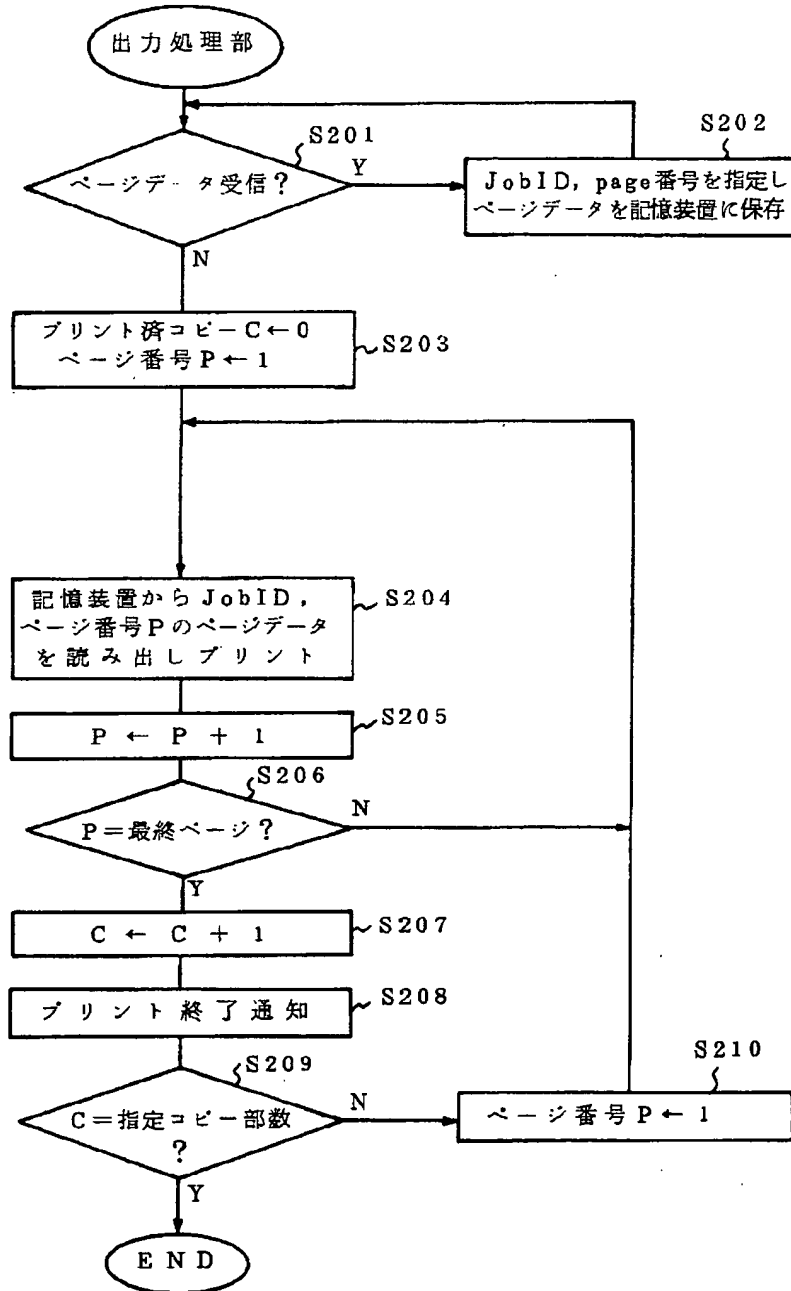 出力処理部
S201
ページデータ受信?
Y
N
S202
JobID, page番号を指定し
ページデータを記憶装置に保存
プリント済コピーC←0
ページ番号P←1
S203
記憶装置からJobID,
ページ番号Pのページデータ
を読み出しプリント
S204
P ← P + 1
S205
S206
P=最終ページ?
N
Y
C ← C + 1
S207
プリント終了通知
S208
S209
C=指定コピー部数
?
N
Y
S210
ページ番号P←1
END